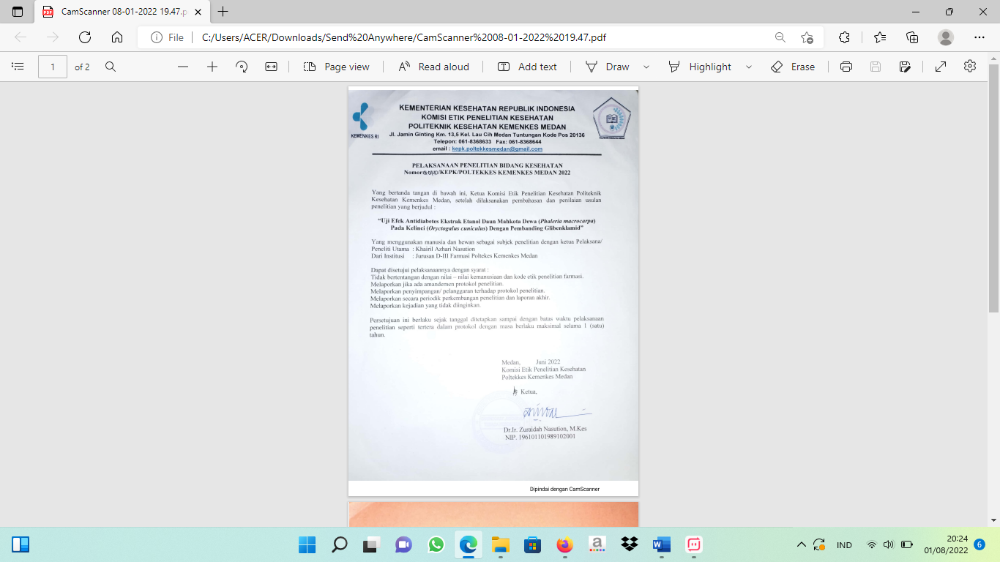 CamScanner 08-01-2022 19.47.p
File
C:/Users/ACER/Downloads/Send%20Anywhere/CamScanner%2008-01-2022%2019.47.pdf
1 of 2
Page view
Read aloud
Add text
Draw
Highlight
Erase
KEMENTERIAN KESEHATAN REPUBLIK INDONESIA
KOMISI ETIK PENELITIAN KESEHATAN
POLITEKNIK KESEHATAN KEMENKES MEDAN
KEMENKES RI
Jl. Jamin Ginting Km. 13,5 Kel. Lau Cih Medan Tuntungan Kode Pos 20136
Telepon: 061-8368633 Fax: 061-8368644
email : kepk.poltekkesmedan@gmail.com
PELAKSANAAN PENELITIAN BIDANG KESEHATAN
Nomor: /KEPK/POLTEKKES KEMENKES MEDAN 2022
Yang bertanda tangan di bawah ini, Ketua Komisi Etik Penelitian Kesehatan Politeknik
Kesehatan Kemenkes Medan, setelah dilaksanakan pembahasan dan penilaian usulan
penelitian yang berjudul :
“Uji Efek Antidiabetes Ekstrak Etanol Daun Mahkota Dewa (Phaleria macrocarpa)
Pada Kelinci (Oryctogalus cuniculus) Dengan Pembanding Glibenklamid”
Yang menggunakan manusia dan hewan sebagai subjek penelitian dengan ketua Pelaksana/
Peneliti Utama : Khairil Azhari Nasution
Dari Institusi : Jurusan D-III Farmasi Poltekes Kemenkes Medan
Dapat disetujui pelaksanaannya dengan syarat :
Tidak bertentangan dengan nilai – nilai kemanusiaan dan kode etik penelitian farmasi.
Melaporkan jika ada amandemen protokol penelitian.
Melaporkan penyimpangan/ pelanggaran terhadap protokol penelitian.
Melaporkan secara periodik perkembangan penelitian dan laporan akhir.
Melaporkan kejadian yang tidak diinginkan.
Persetujuan ini berlaku sejak tanggal ditetapkan sampai dengan batas waktu pelaksanaan
penelitian seperti tertera dalam protokol dengan masa berlaku maksimal selama 1 (satu)
tahun.
Medan, Juni 2022
Komisi Etik Penelitian Kesehatan
Poltekkes Kemenkes Medan
Ketua,
Dr.Ir. Zuraidah Nasution, M.Kes
NIP. 196101101989102001
Dipindai dengan CamScanner
IND
20:24
01/08/2022
6